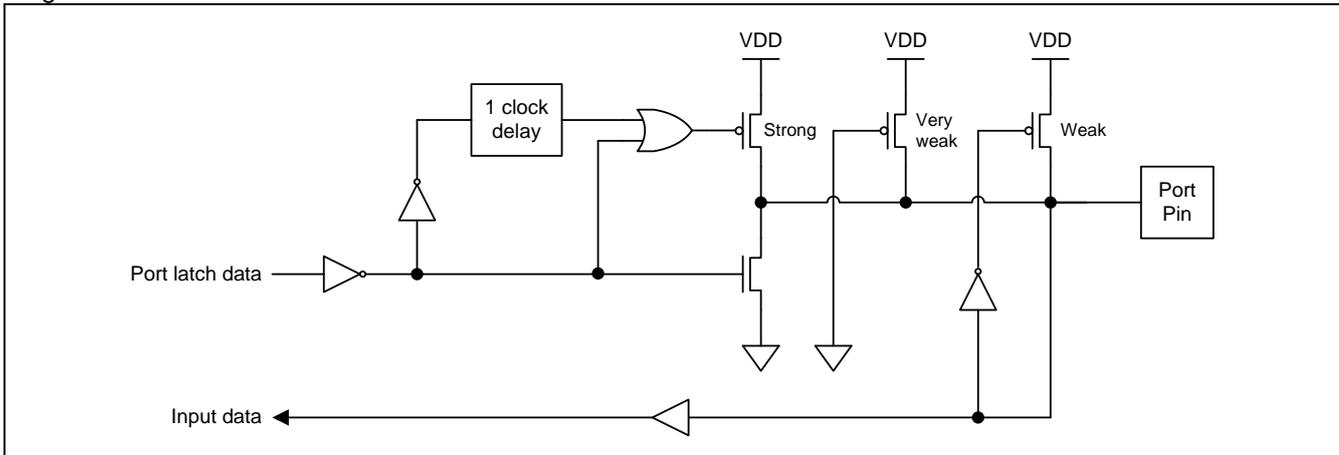 VDD
VDD
VDD
1 clock
delay
Strong
Very
weak
Weak
Port
Pin
Port latch data
Input data